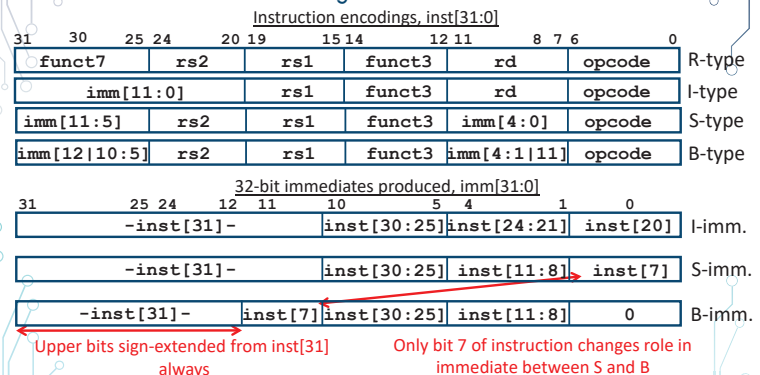 Instruction encodings, inst[31:0]
31 30 25 24 20 19 15 14 12 11 8 7 6 0
funct7 rs2 rs1 funct3 rd opcode R-type
imm[11:0] rs1 funct3 rd opcode I-type
imm[11:5] rs2 rs1 funct3 imm[4:0] opcode S-type
imm[12|10:5] rs2 rs1 funct3 imm[4:1|11] opcode B-type
32-bit immediates produced, imm[31:0]
31 25 24 12 11 10 5 4 1 0
-inst[31]- inst[30:25] inst[24:21] inst[20] I-imm.
-inst[31]- inst[30:25] inst[11:8] inst[7] S-imm.
-inst[31]- inst[7] inst[30:25] inst[11:8] 0 B-imm.
Upper bits sign-extended from inst[31] always
Only bit 7 of instruction changes role in immediate between S and B